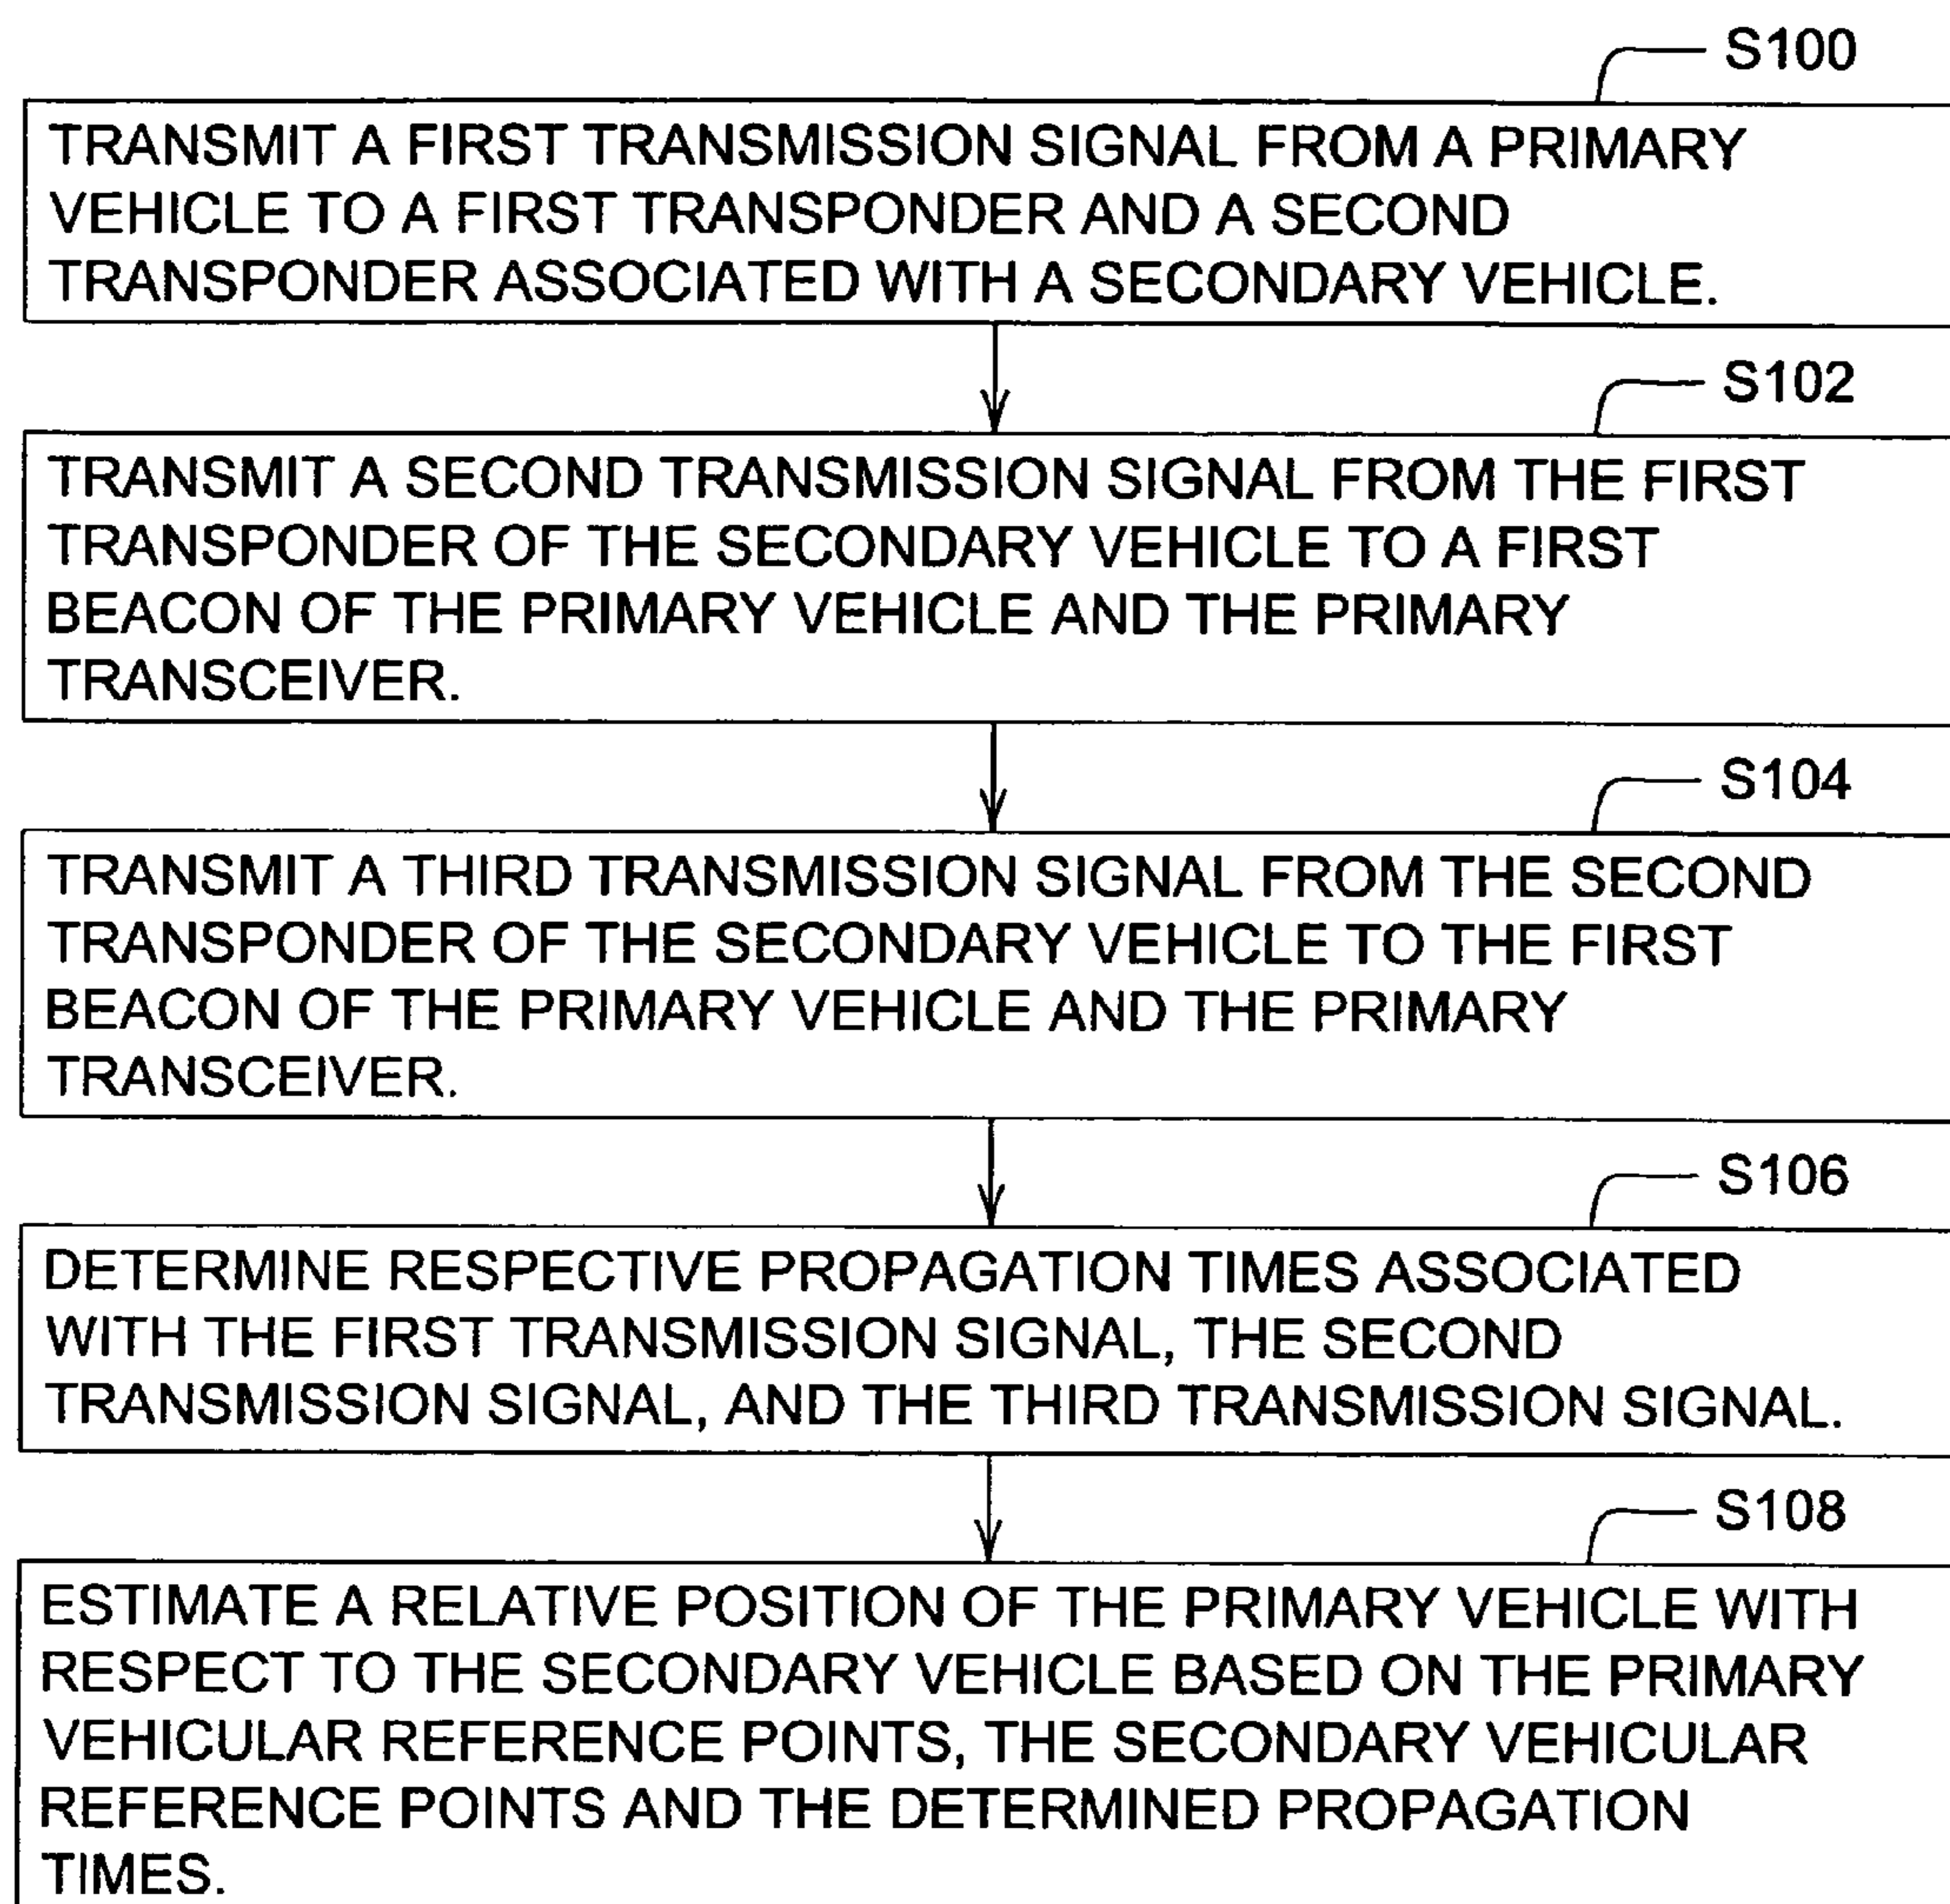 S100
TRANSMIT A FIRST TRANSMISSION SIGNAL FROM A PRIMARY
VEHICLE TO A FIRST TRANSPONDER AND A SECOND
TRANSPONDER ASSOCIATED WITH A SECONDARY VEHICLE.
S102
TRANSMIT A SECOND TRANSMISSION SIGNAL FROM THE FIRST
TRANSPONDER OF THE SECONDARY VEHICLE TO A FIRST
BEACON OF THE PRIMARY VEHICLE AND THE PRIMARY
TRANSCEIVER.
S104
TRANSMIT A THIRD TRANSMISSION SIGNAL FROM THE SECOND
TRANSPONDER OF THE SECONDARY VEHICLE TO THE FIRST
BEACON OF THE PRIMARY VEHICLE AND THE PRIMARY
TRANSCEIVER.
S106
DETERMINE RESPECTIVE PROPAGATION TIMES ASSOCIATED
WITH THE FIRST TRANSMISSION SIGNAL, THE SECOND
TRANSMISSION SIGNAL, AND THE THIRD TRANSMISSION SIGNAL.
S108
ESTIMATE A RELATIVE POSITION OF THE PRIMARY VEHICLE WITH
RESPECT TO THE SECONDARY VEHICLE BASED ON THE PRIMARY
VEHICULAR REFERENCE POINTS, THE SECONDARY VEHICULAR
REFERENCE POINTS AND THE DETERMINED PROPAGATION
TIMES.